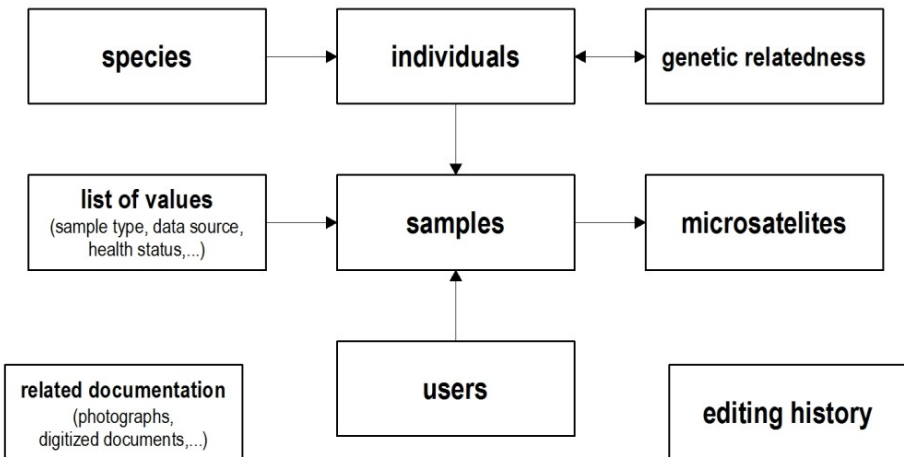 species
individuals
genetic relatedness
list of values
(sample type, data source,
health status,...)
samples
microsatelites
users
related documentation
(photographs,
digitized documents,...)
editing history